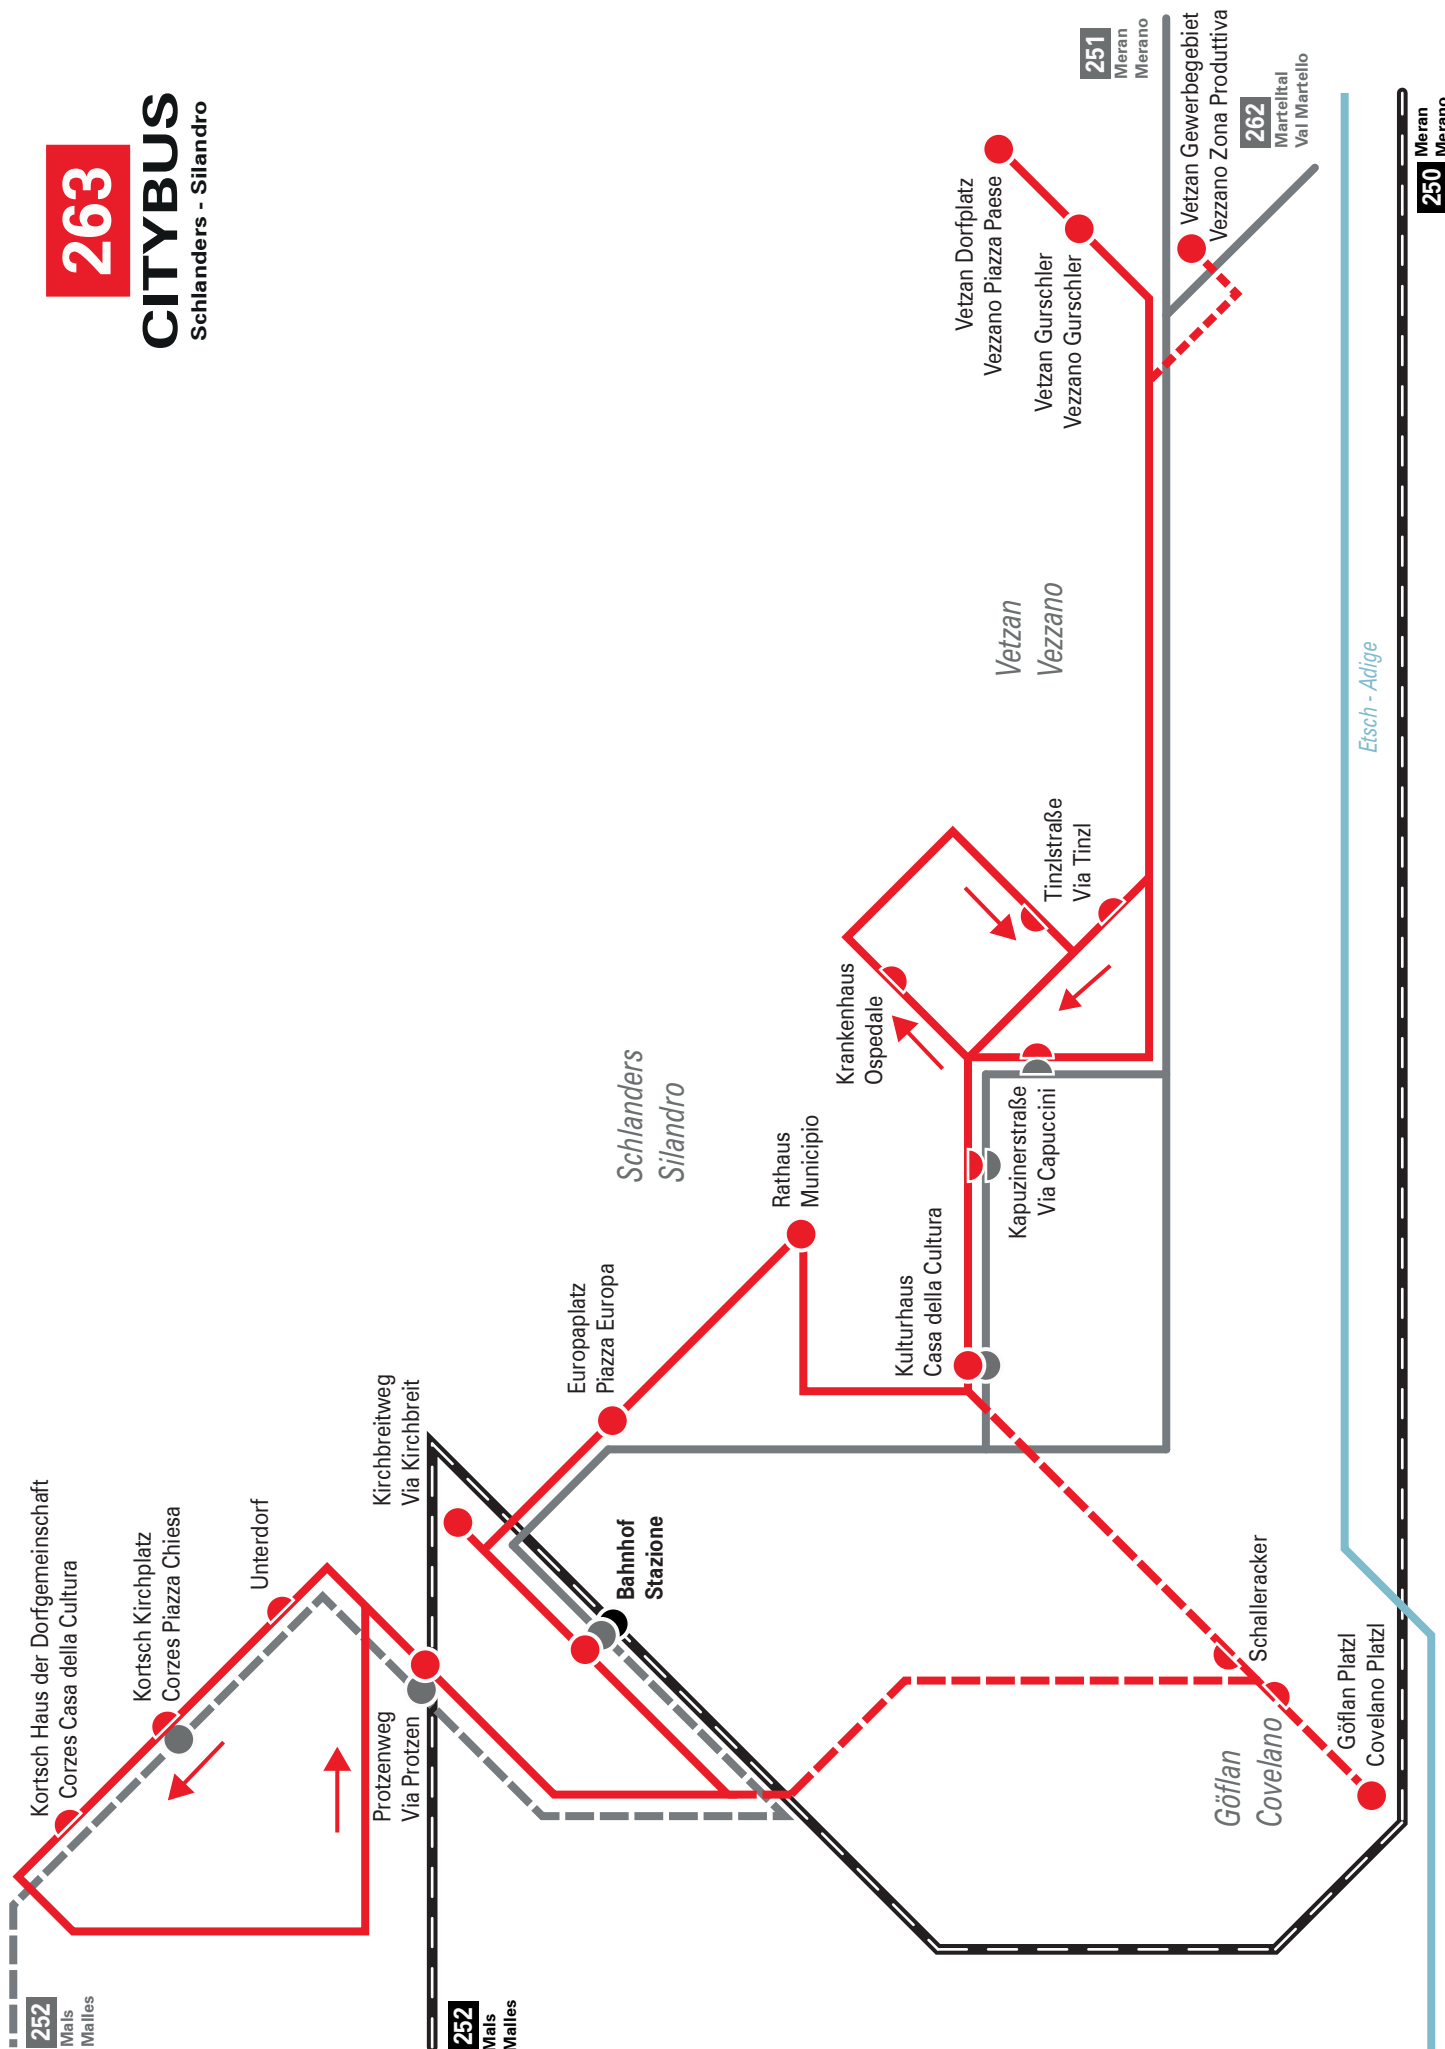 263
CITYBUS
Schlanders - Silandro
252
Mals
Malles
Kortsch Haus der Dorfgemeinschaft
Corzes Casa della Cultura
Kortsch Kirchplatz
Corzes Piazza Chiesa
Unterdorf
Protzenweg
Via Protzen
252
Mals
Malles
Kirchbreitweg
Via Kirchbreit
Europaplatz
Piazza Europa
Bahnhof
Stazione
Schlanders
Silandro
Rathaus
Municipio
Krankenhaus
Ospedale
Kulturhaus
Casa della Cultura
Kapuzinerstraße
Via Capuccini
Tinzlstraße
Via Tinzl
Vetzan
Vezzano
Vetzan Dorfplatz
Vezzano Piazza Paese
Vetzan Gurschler
Vezzano Gurschler
251
Meran
Merano
Vetzan Gewerbegebiet
Vezzano Zona Produttiva
262
Martelltal
Val Martello
Göflan
Covelano
Schalleracker
Göflan Platzl
Covelano Platzl
Etsch - Adige
250
Meran
Merano